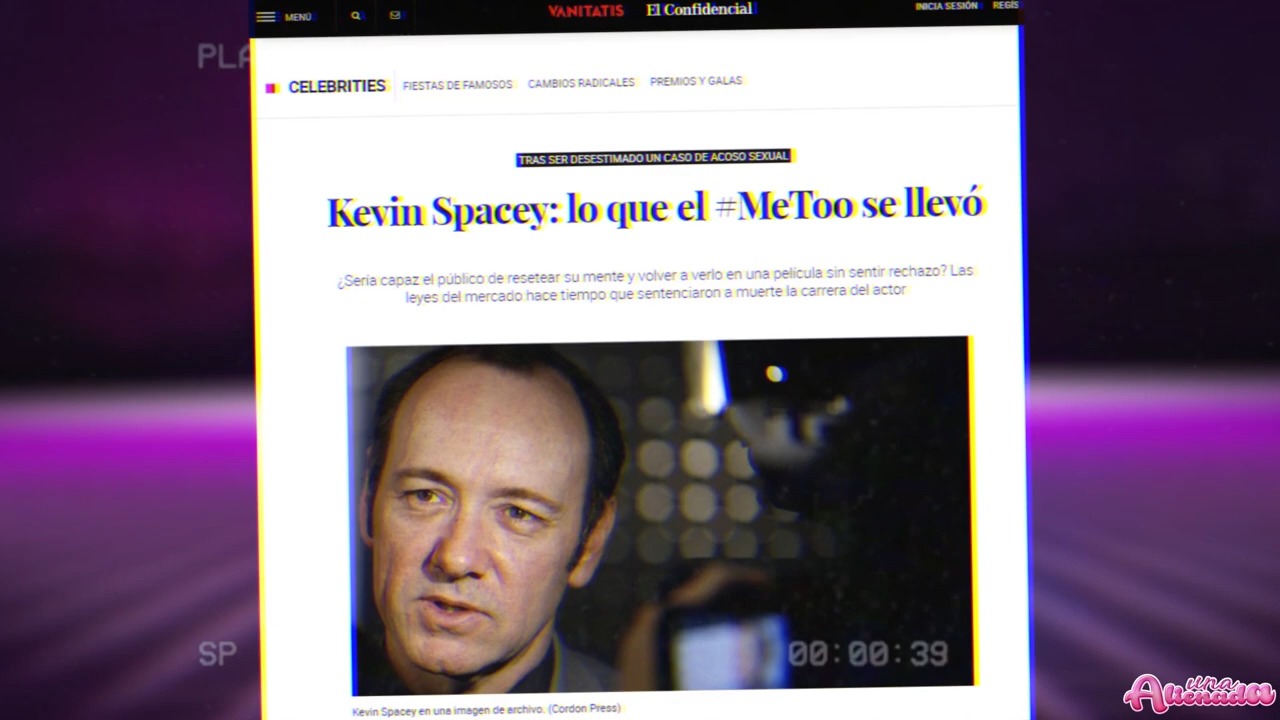 MENÚ
VANITATIS
El Confidencial
INICIA SESIÓN
REGÍS
PLA
CELEBRITIES
FIESTAS DE FAMOSOS
CAMBIOS RADICALES
PREMIOS Y GALAS
TRAS SER DESESTIMADO UN CASO DE ACOSO SEXUAL
Kevin Spacey: lo que el #MeToo se llevó
¿Sería capaz el público de resetear su mente y volver a verlo en una película sin sentir rechazo? Las
leyes del mercado hace tiempo que sentenciaron a muerte la carrera del actor
SP
00:00:39
Kevin Spacey en una imagen de archivo. (Cordon Press)
una